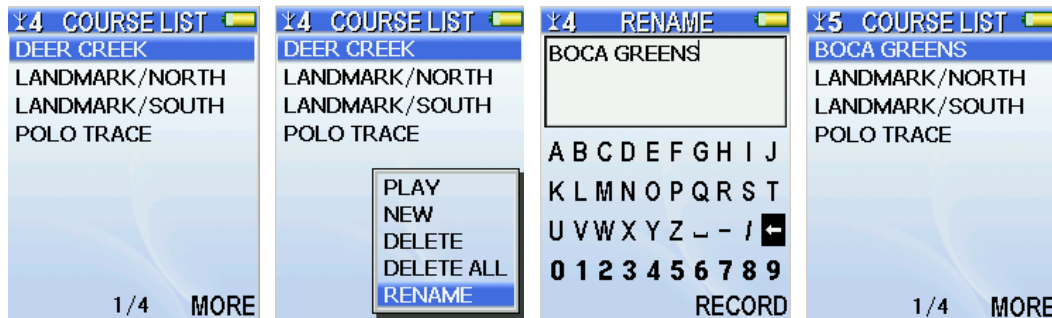 4 COURSE LIST
DEER CREEK
LANDMARK/NORTH
LANDMARK/SOUTH
POLO TRACE
1/4 MORE
4 COURSE LIST
DEER CREEK
LANDMARK/NORTH
LANDMARK/SOUTH
POLO TRACE
PLAY
NEW
DELETE
DELETE ALL
RENAME
4 RENAME
BOCA GREENS
A B C D E F G H I J
K L M N O P Q R S T
U V W X Y Z ⎵ - / ←
0 1 2 3 4 5 6 7 8 9
RECORD
5 COURSE LIST
BOCA GREENS
LANDMARK/NORTH
LANDMARK/SOUTH
POLO TRACE
1/4 MORE